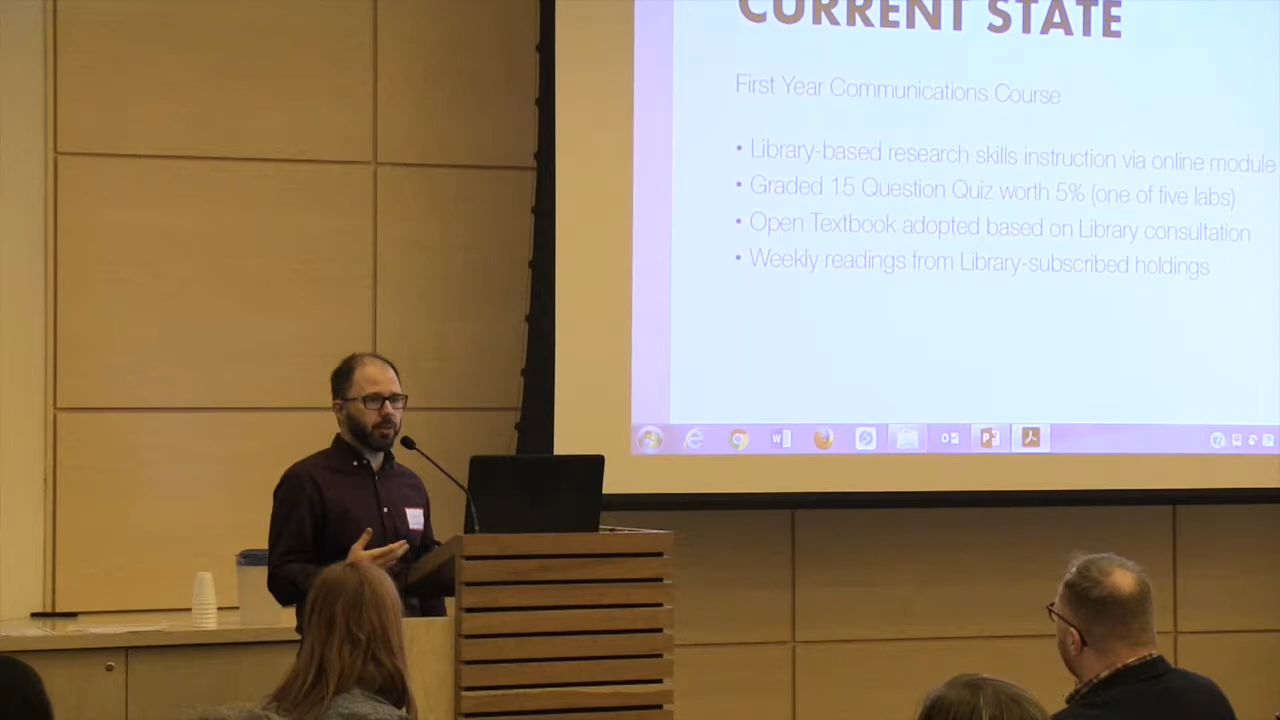 CURRENT STATE
First Year Communications Course
• Library-based research skills instruction via online module
• Graded 15 Question Quiz worth 5% (one of five labs)
• Open Textbook adopted based on Library consultation
• Weekly readings from Library-subscribed holdings